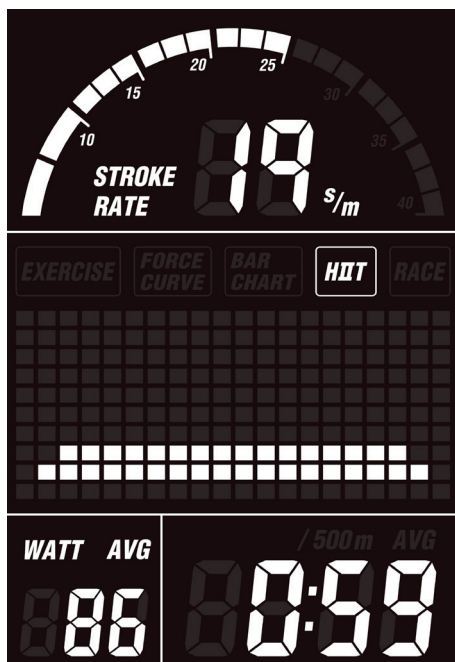 20 25
15 30
10 35
STROKE
RATE
19 s/m
40
EXERCISE FORCE CURVE BAR CHART HIIT RACE
WATT AVG
86
/500m AVG
0:59